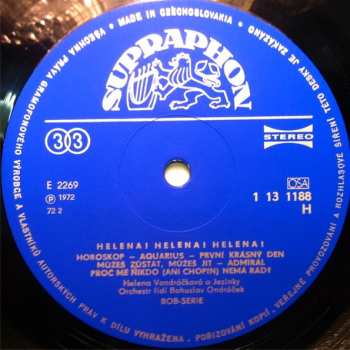 VŠECHNA PRÁVA GRAMOFONOVÉHO VÝROBCE A VLASTNÍKŮ AUTORSKÝCH PRÁV K DÍLU VYHRAZENA. POŘIZOVÁNÍ KOPIÍ, VEŘEJNÉ PROVOZOVÁNÍ A ROZHLASOVÉ ŠÍŘENÍ TÉTO DESKY JE ZAKÁZÁNO
• MADE IN CZECHOSLOVAKIA •
SUPRAPHON
33
STEREO
E 2269
℗ 1972
72 2
OSA
1 13 1188
H
HELENA! HELENA! HELENA!
HOROSKOP – AQUARIUS – PRVNÍ KRÁSNÝ DEN
MŮŽEŠ ZŮSTAT, MŮŽEŠ JÍT – ADMIRÁL
PROČ MĚ NIKDO (ANI CHOPIN) NEMÁ RÁD?
Helena Vondráčková a Jezinky
Orchestr řídí Bohuslav Ondráček
BOB-SERIE